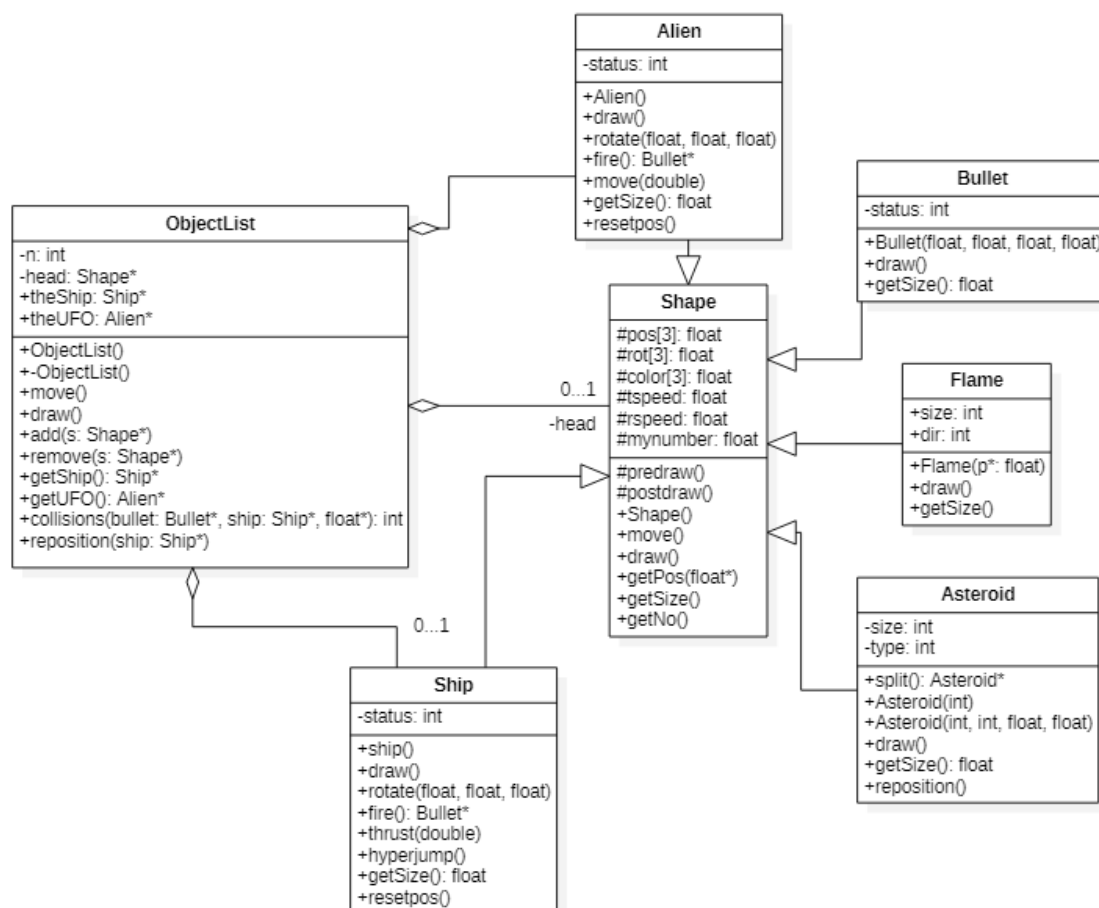 Alien
-status: int
+Alien()
+draw()
+rotate(float, float, float)
+fire(): Bullet*
+move(double)
+getSize(): float
+resetpos()
Bullet
-status: int
+Bullet(float, float, float, float)
+draw()
+getSize(): float
ObjectList
-n: int
-head: Shape*
+theShip: Ship*
+theUFO: Alien*
+ObjectList()
+-ObjectList()
+move()
+draw()
+add(s: Shape*)
+remove(s: Shape*)
+getShip(): Ship*
+getUFO(): Alien*
+collisions(bullet: Bullet*, ship: Ship*, float*): int
+reposition(ship: Ship*)
0...1
-head
Shape
#pos[3]: float
#rot[3]: float
#color[3]: float
#tspeed: float
#rspeed: float
#mynumber: float
#predraw()
#postdraw()
+Shape()
+move()
+draw()
+getPos(float*)
+getSize()
+getNo()
Flame
+size: int
+dir: int
+Flame(p*: float)
+draw()
+getSize()
Asteroid
-size: int
-type: int
+split(): Asteroid*
+Asteroid(int)
+Asteroid(int, int, float, float)
+draw()
+getSize(): float
+reposition()
0...1
Ship
-status: int
+ship()
+draw()
+rotate(float, float, float)
+fire(): Bullet*
+thrust(double)
+hyperjump()
+getSize(): float
+resetpos()